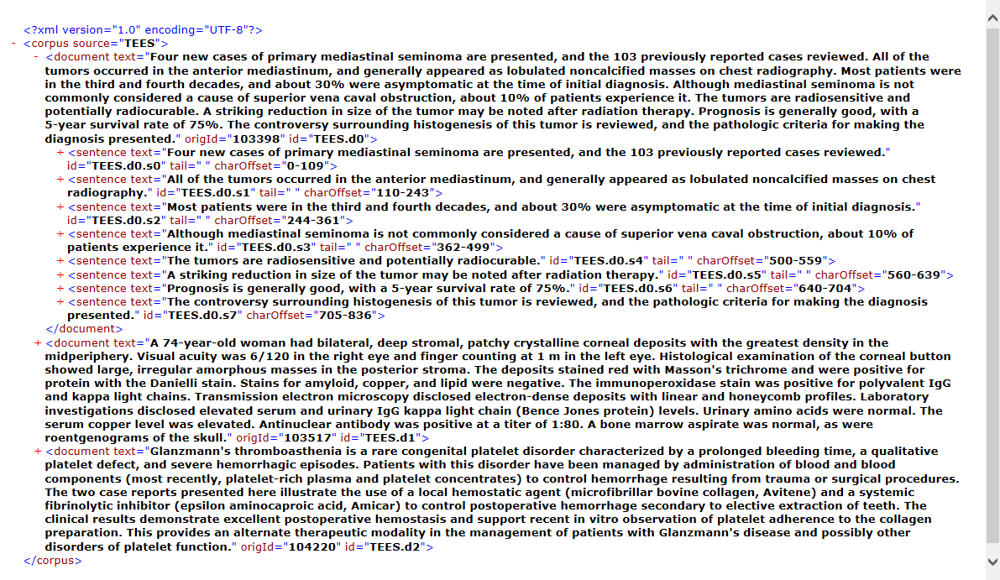 <?xml version="1.0" encoding="UTF-8"?>
- <corpus source="TEES">
- <document text="Four new cases of primary mediastinal seminoma are presented, and the 103 previously reported cases reviewed. All of the
tumors occurred in the anterior mediastinum, and generally appeared as lobulated noncalcified masses on chest radiography. Most patients were
in the third and fourth decades, and about 30% were asymptomatic at the time of initial diagnosis. Although mediastinal seminoma is not
commonly considered a cause of superior vena caval obstruction, about 10% of patients experience it. The tumors are radiosensitive and
potentially radiocurable. A striking reduction in size of the tumor may be noted after radiation therapy. Prognosis is generally good, with a
5-year survival rate of 75%. The controversy surrounding histogenesis of this tumor is reviewed, and the pathologic criteria for making the
diagnosis presented." origId="103398" id="TEES.d0">
+ <sentence text="Four new cases of primary mediastinal seminoma are presented, and the 103 previously reported cases reviewed."
id="TEES.d0.s0" tail=" " charOffset="0-109">
+ <sentence text="All of the tumors occurred in the anterior mediastinum, and generally appeared as lobulated noncalcified masses on chest
radiography." id="TEES.d0.s1" tail=" " charOffset="110-243">
+ <sentence text="Most patients were in the third and fourth decades, and about 30% were asymptomatic at the time of initial diagnosis."
id="TEES.d0.s2" tail=" " charOffset="244-361">
+ <sentence text="Although mediastinal seminoma is not commonly considered a cause of superior vena caval obstruction, about 10% of
patients experience it." id="TEES.d0.s3" tail=" " charOffset="362-499">
+ <sentence text="The tumors are radiosensitive and potentially radiocurable." id="TEES.d0.s4" tail=" " charOffset="500-559">
+ <sentence text="A striking reduction in size of the tumor may be noted after radiation therapy." id="TEES.d0.s5" tail=" " charOffset="560-639">
+ <sentence text="Prognosis is generally good, with a 5-year survival rate of 75%." id="TEES.d0.s6" tail=" " charOffset="640-704">
+ <sentence text="The controversy surrounding histogenesis of this tumor is reviewed, and the pathologic criteria for making the diagnosis
presented." id="TEES.d0.s7" charOffset="705-836">
</document>
+ <document text="A 74-year-old woman had bilateral, deep stromal, patchy crystalline corneal deposits with the greatest density in the
midperiphery. Visual acuity was 6/120 in the right eye and finger counting at 1 m in the left eye. Histological examination of the corneal button
showed large, irregular amorphous masses in the posterior stroma. The deposits stained red with Masson's trichrome and were positive for
protein with the Danielli stain. Stains for amyloid, copper, and lipid were negative. The immunoperoxidase stain was positive for polyvalent IgG
and kappa light chains. Transmission electron microscopy disclosed electron-dense deposits with linear and honeycomb profiles. Laboratory
investigations disclosed elevated serum and urinary IgG kappa light chain (Bence Jones protein) levels. Urinary amino acids were normal. The
serum copper level was elevated. Antinuclear antibody was positive at a titer of 1:80. A bone marrow aspirate was normal, as were
roentgenograms of the skull." origId="103517" id="TEES.d1">
+ <document text="Glanzmann's thromboasthenia is a rare congenital platelet disorder characterized by a prolonged bleeding time, a qualitative
platelet defect, and severe hemorrhagic episodes. Patients with this disorder have been managed by administration of blood and blood
components (most recently, platelet-rich plasma and platelet concentrates) to control hemorrhage resulting from trauma or surgical procedures.
The two case reports presented here illustrate the use of a local hemostatic agent (microfibrillar bovine collagen, Avitene) and a systemic
fibrinolytic inhibitor (epsilon aminocaproic acid, Amicar) to control postoperative hemorrhage secondary to elective extraction of teeth. The
clinical results demonstrate excellent postoperative hemostasis and support recent in vitro observation of platelet adherence to the collagen
preparation. This provides an alternate therapeutic modality in the management of patients with Glanzmann's disease and possibly other
disorders of platelet function." origId="104220" id="TEES.d2">
</corpus>